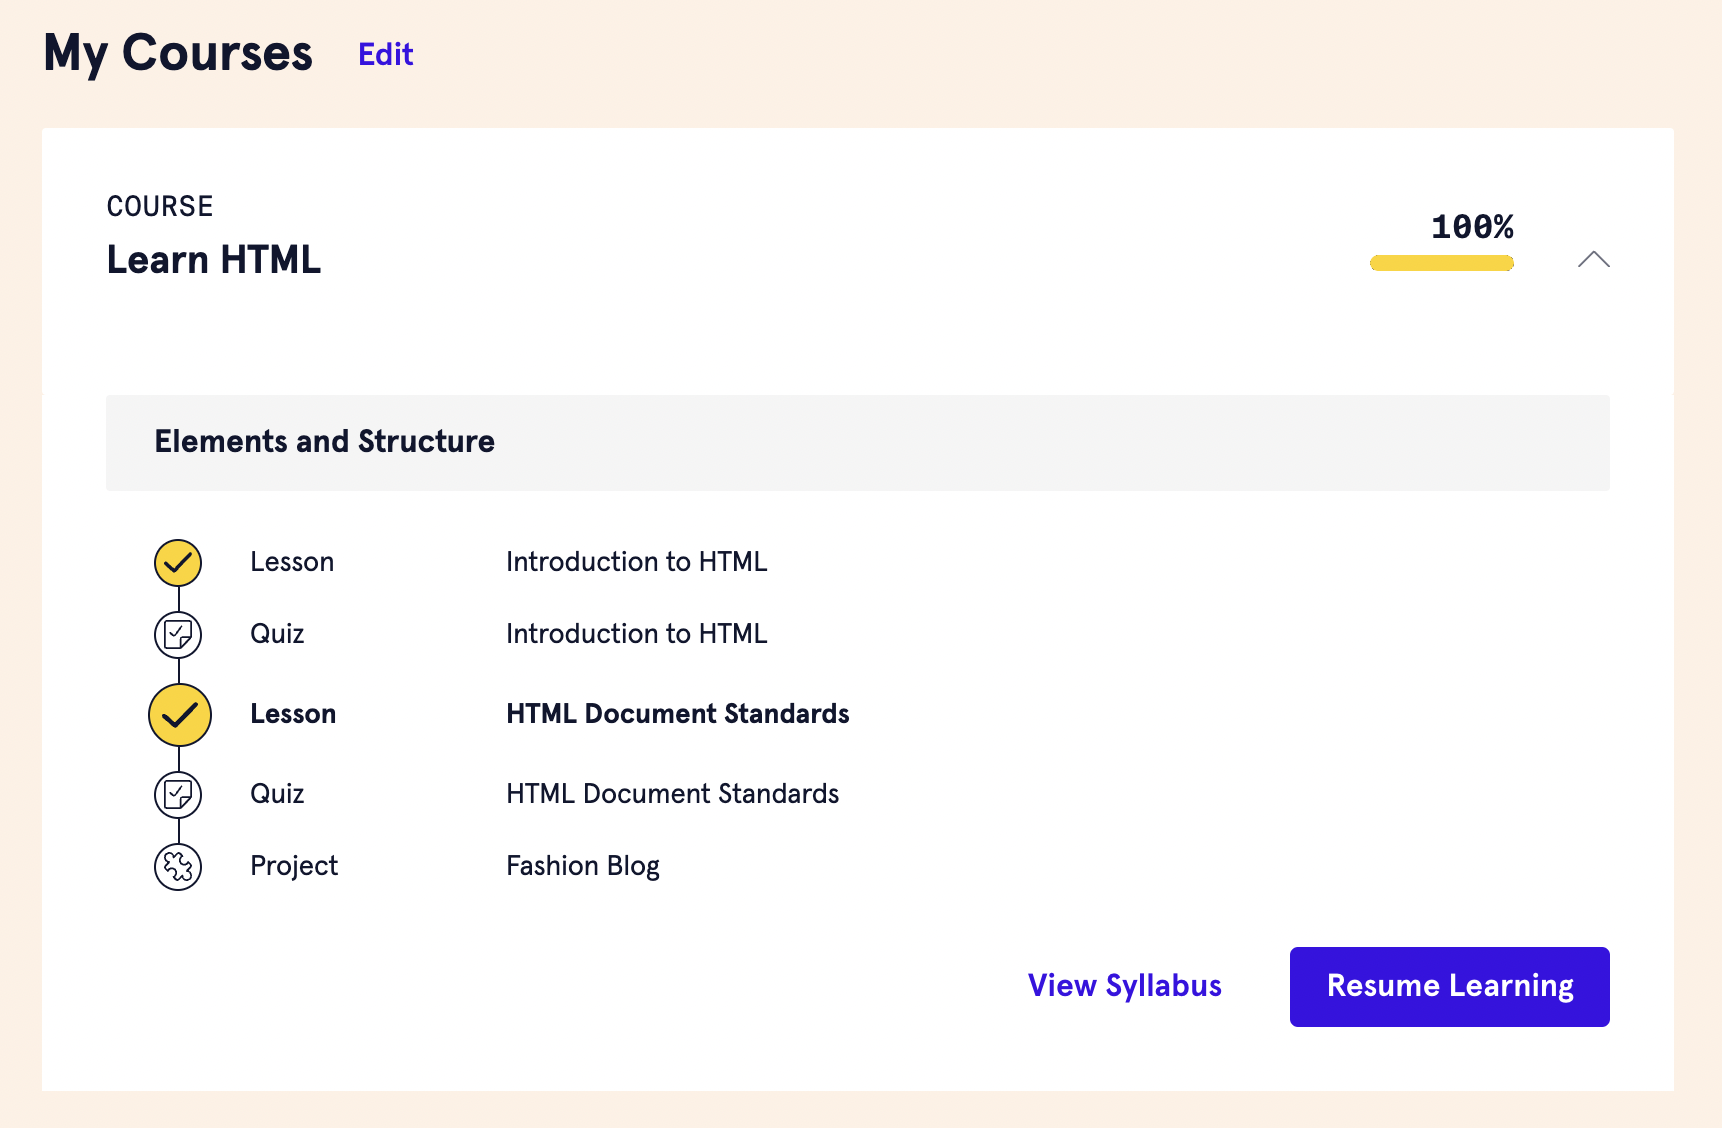 My Courses Edit
COURSE
Learn HTML
100%
Elements and Structure
Lesson Introduction to HTML
Quiz Introduction to HTML
Lesson HTML Document Standards
Quiz HTML Document Standards
Project Fashion Blog
View Syllabus Resume Learning